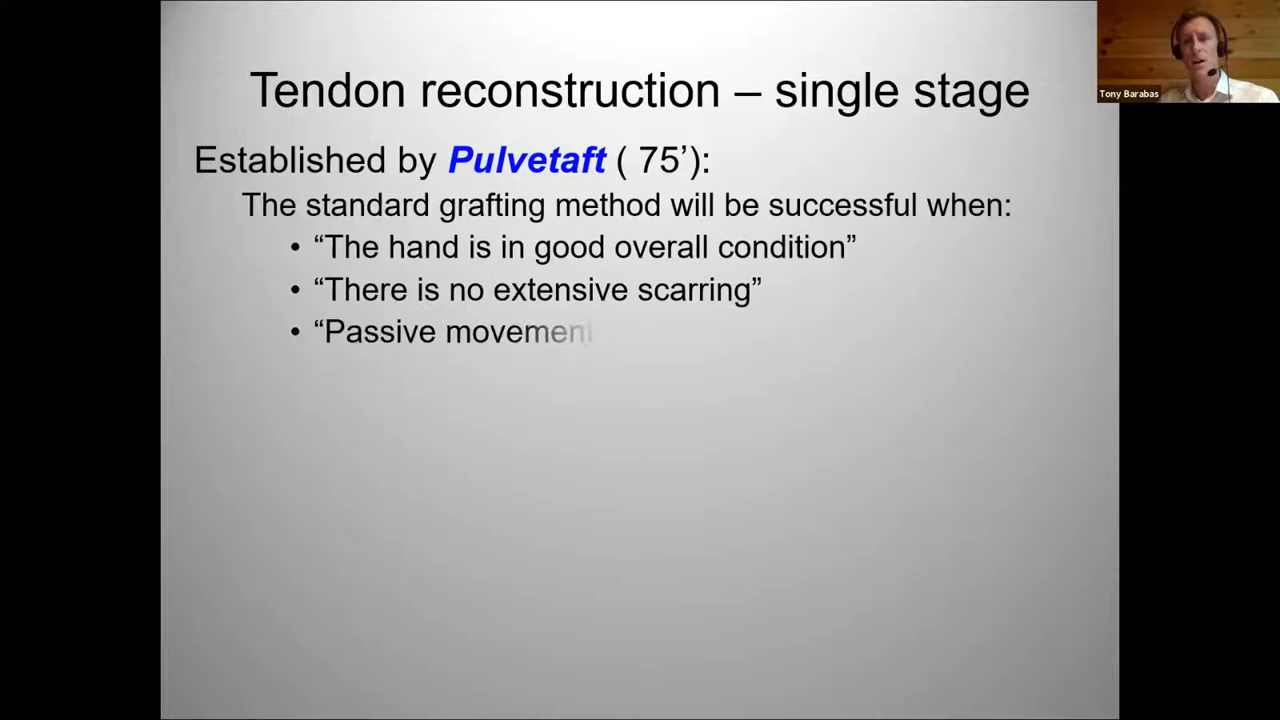 Tendon reconstruction – single stage
Tony Barabas
Established by Pulvetaft ( 75’):
The standard grafting method will be successful when:
• “The hand is in good overall condition”
• “There is no extensive scarring”
• “Passive movement